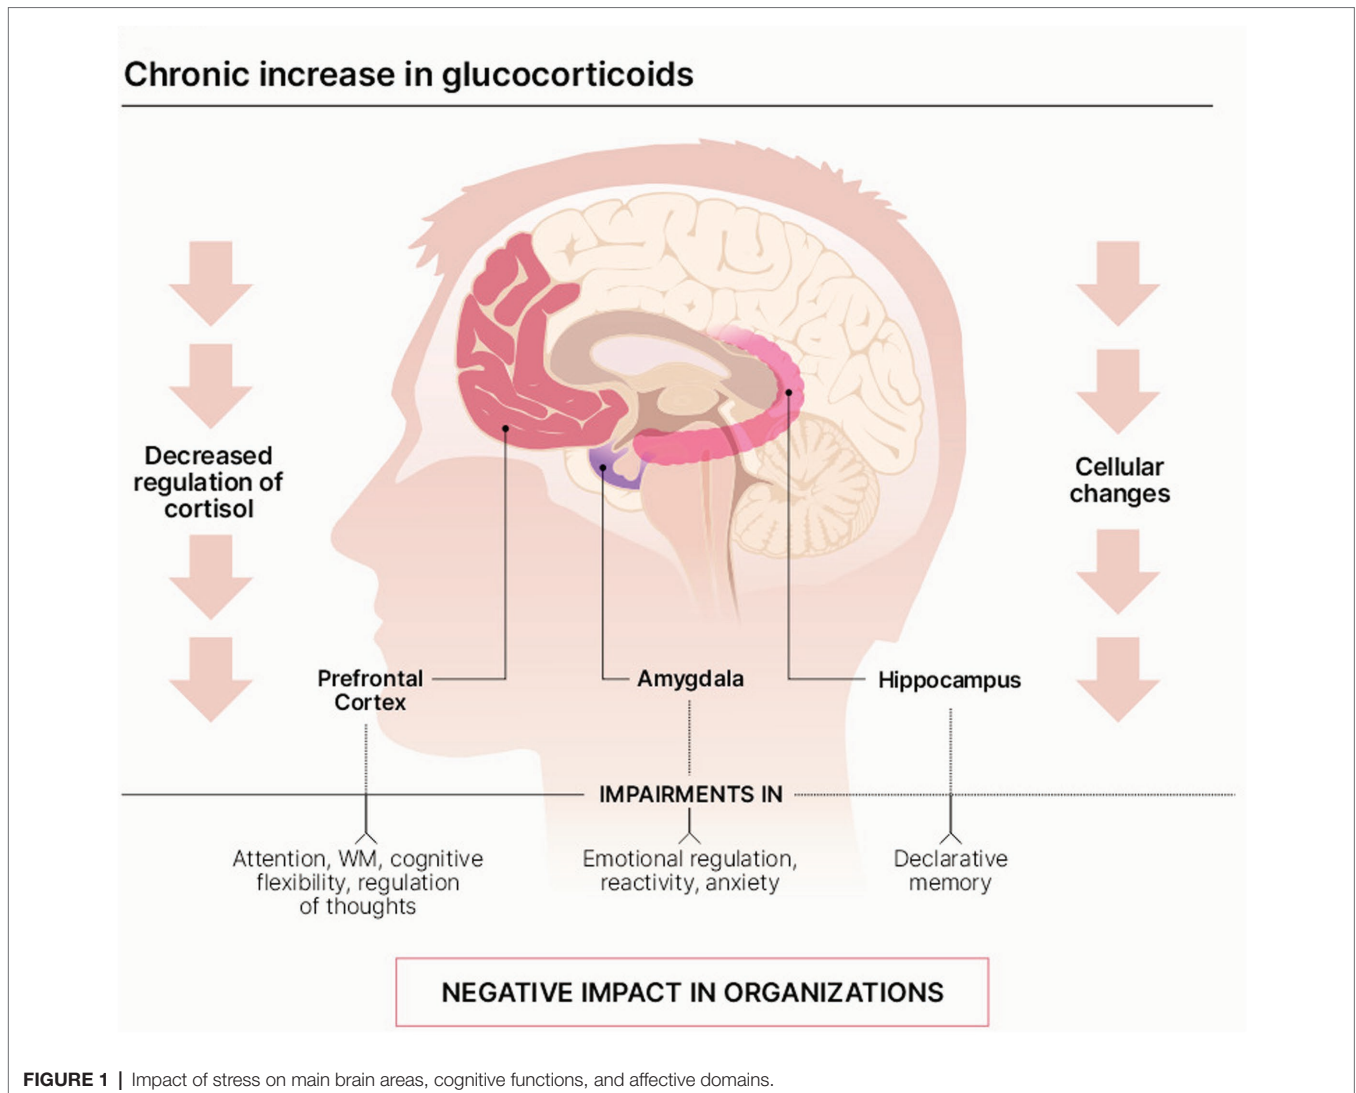 Chronic increase in glucocorticoids
Decreased
regulation of
cortisol
Cellular
changes
Prefrontal
Cortex
Amygdala
Hippocampus
IMPAIRMENTS IN
Attention, WM, cognitive
flexibility, regulation
of thoughts
Emotional regulation,
reactivity, anxiety
Declarative
memory
NEGATIVE IMPACT IN ORGANIZATIONS
FIGURE 1 | Impact of stress on main brain areas, cognitive functions, and affective domains.